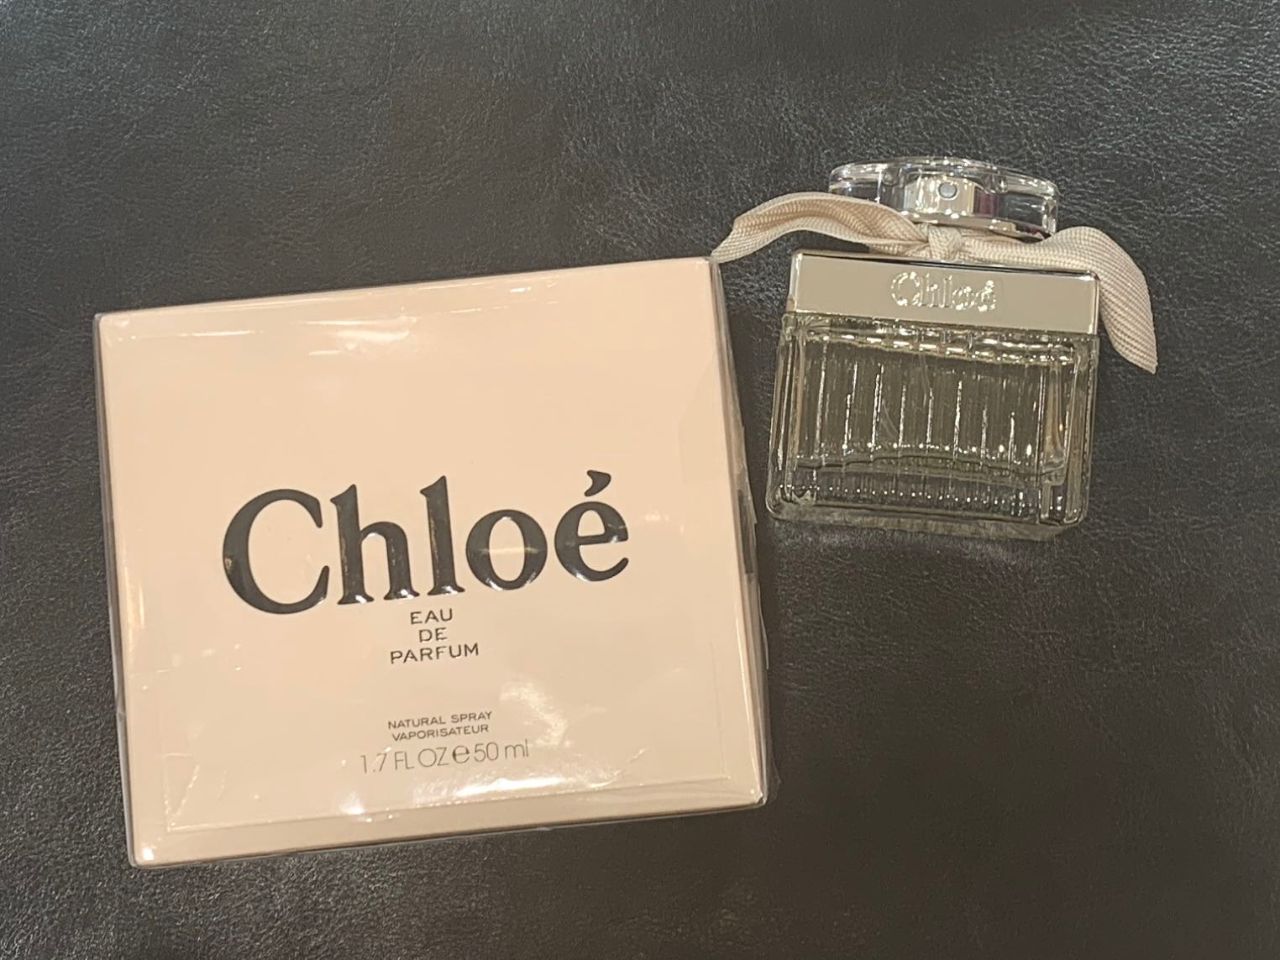 Chloé
EAU
DE
PARFUM
NATURAL SPRAY
VAPORISATEUR
1.7 FL OZ ℮ 50 ml
Chloé